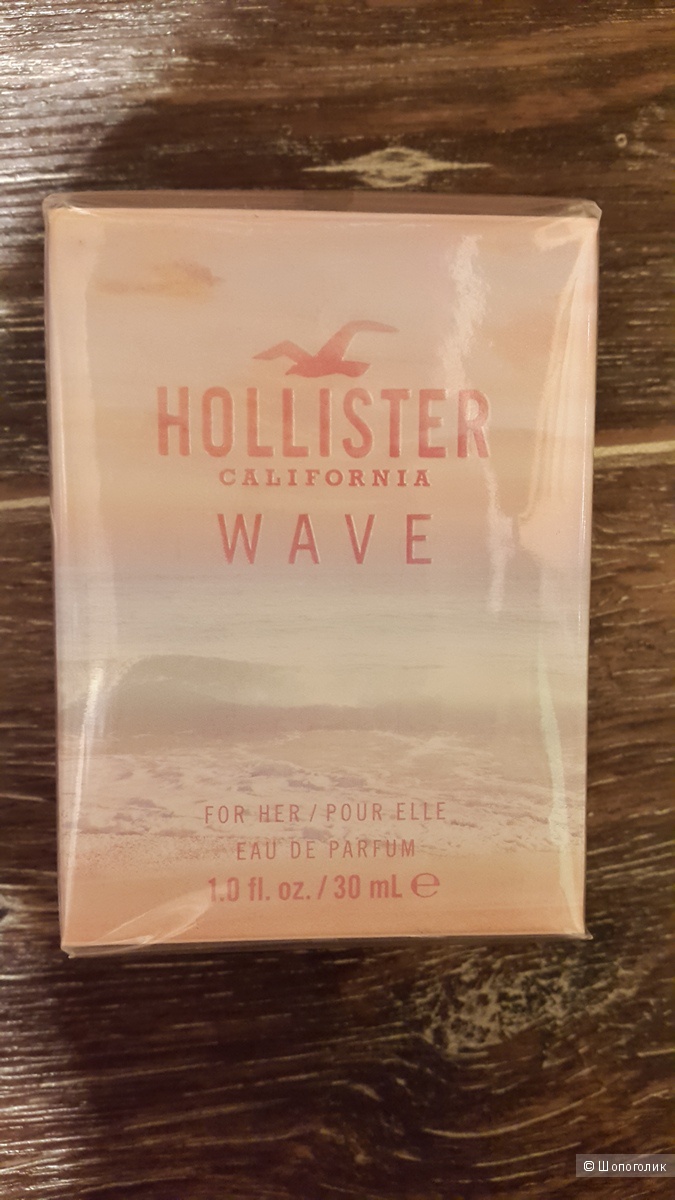 HOLLISTER
CALIFORNIA
WAVE
FOR HER / POUR ELLE
EAU DE PARFUM
1.0 fl. oz. / 30 mL ℮
© Шопоголик